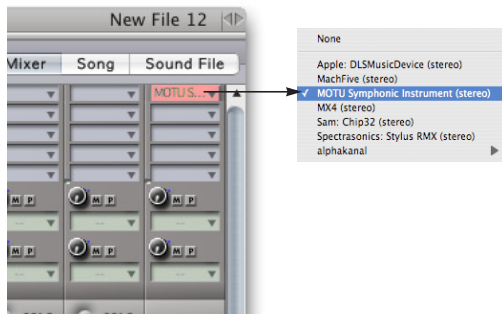 New File 12
Mixer Song Sound File
MOTU S...
M P M P M P
-- -- --
M P M P M P
-- -- --
None
Apple: DLSMusicDevice (stereo)
MachFive (stereo)
✓ MOTU Symphonic Instrument (stereo)
MX4 (stereo)
Sam: Chip32 (stereo)
Spectrasonics: Stylus RMX (stereo)
alphakanal